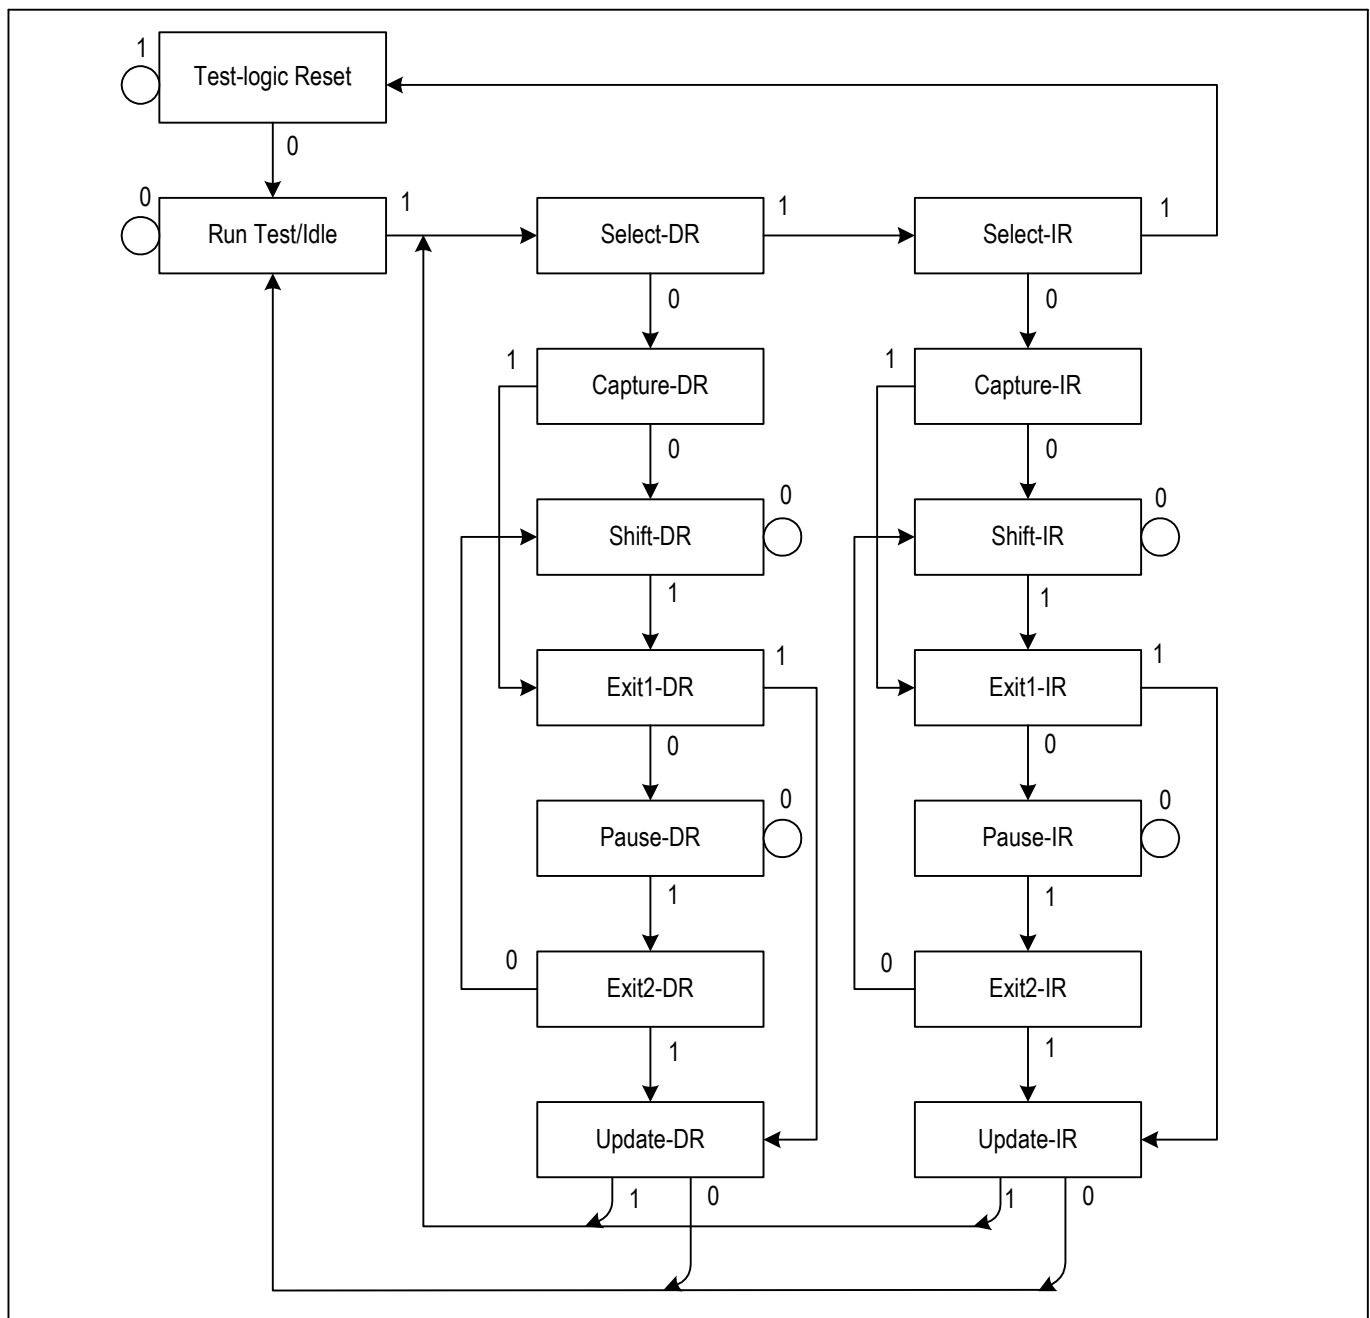 1
Test-logic Reset
0
0
Run Test/Idle
1
Select-DR
1
Select-IR
1
0
0
1
Capture-DR
1
Capture-IR
0
0
Shift-DR
0
Shift-IR
0
1
1
Exit1-DR
1
Exit1-IR
1
0
0
Pause-DR
0
Pause-IR
0
1
1
0
Exit2-DR
0
Exit2-IR
1
1
Update-DR
Update-IR
1
0
1
0